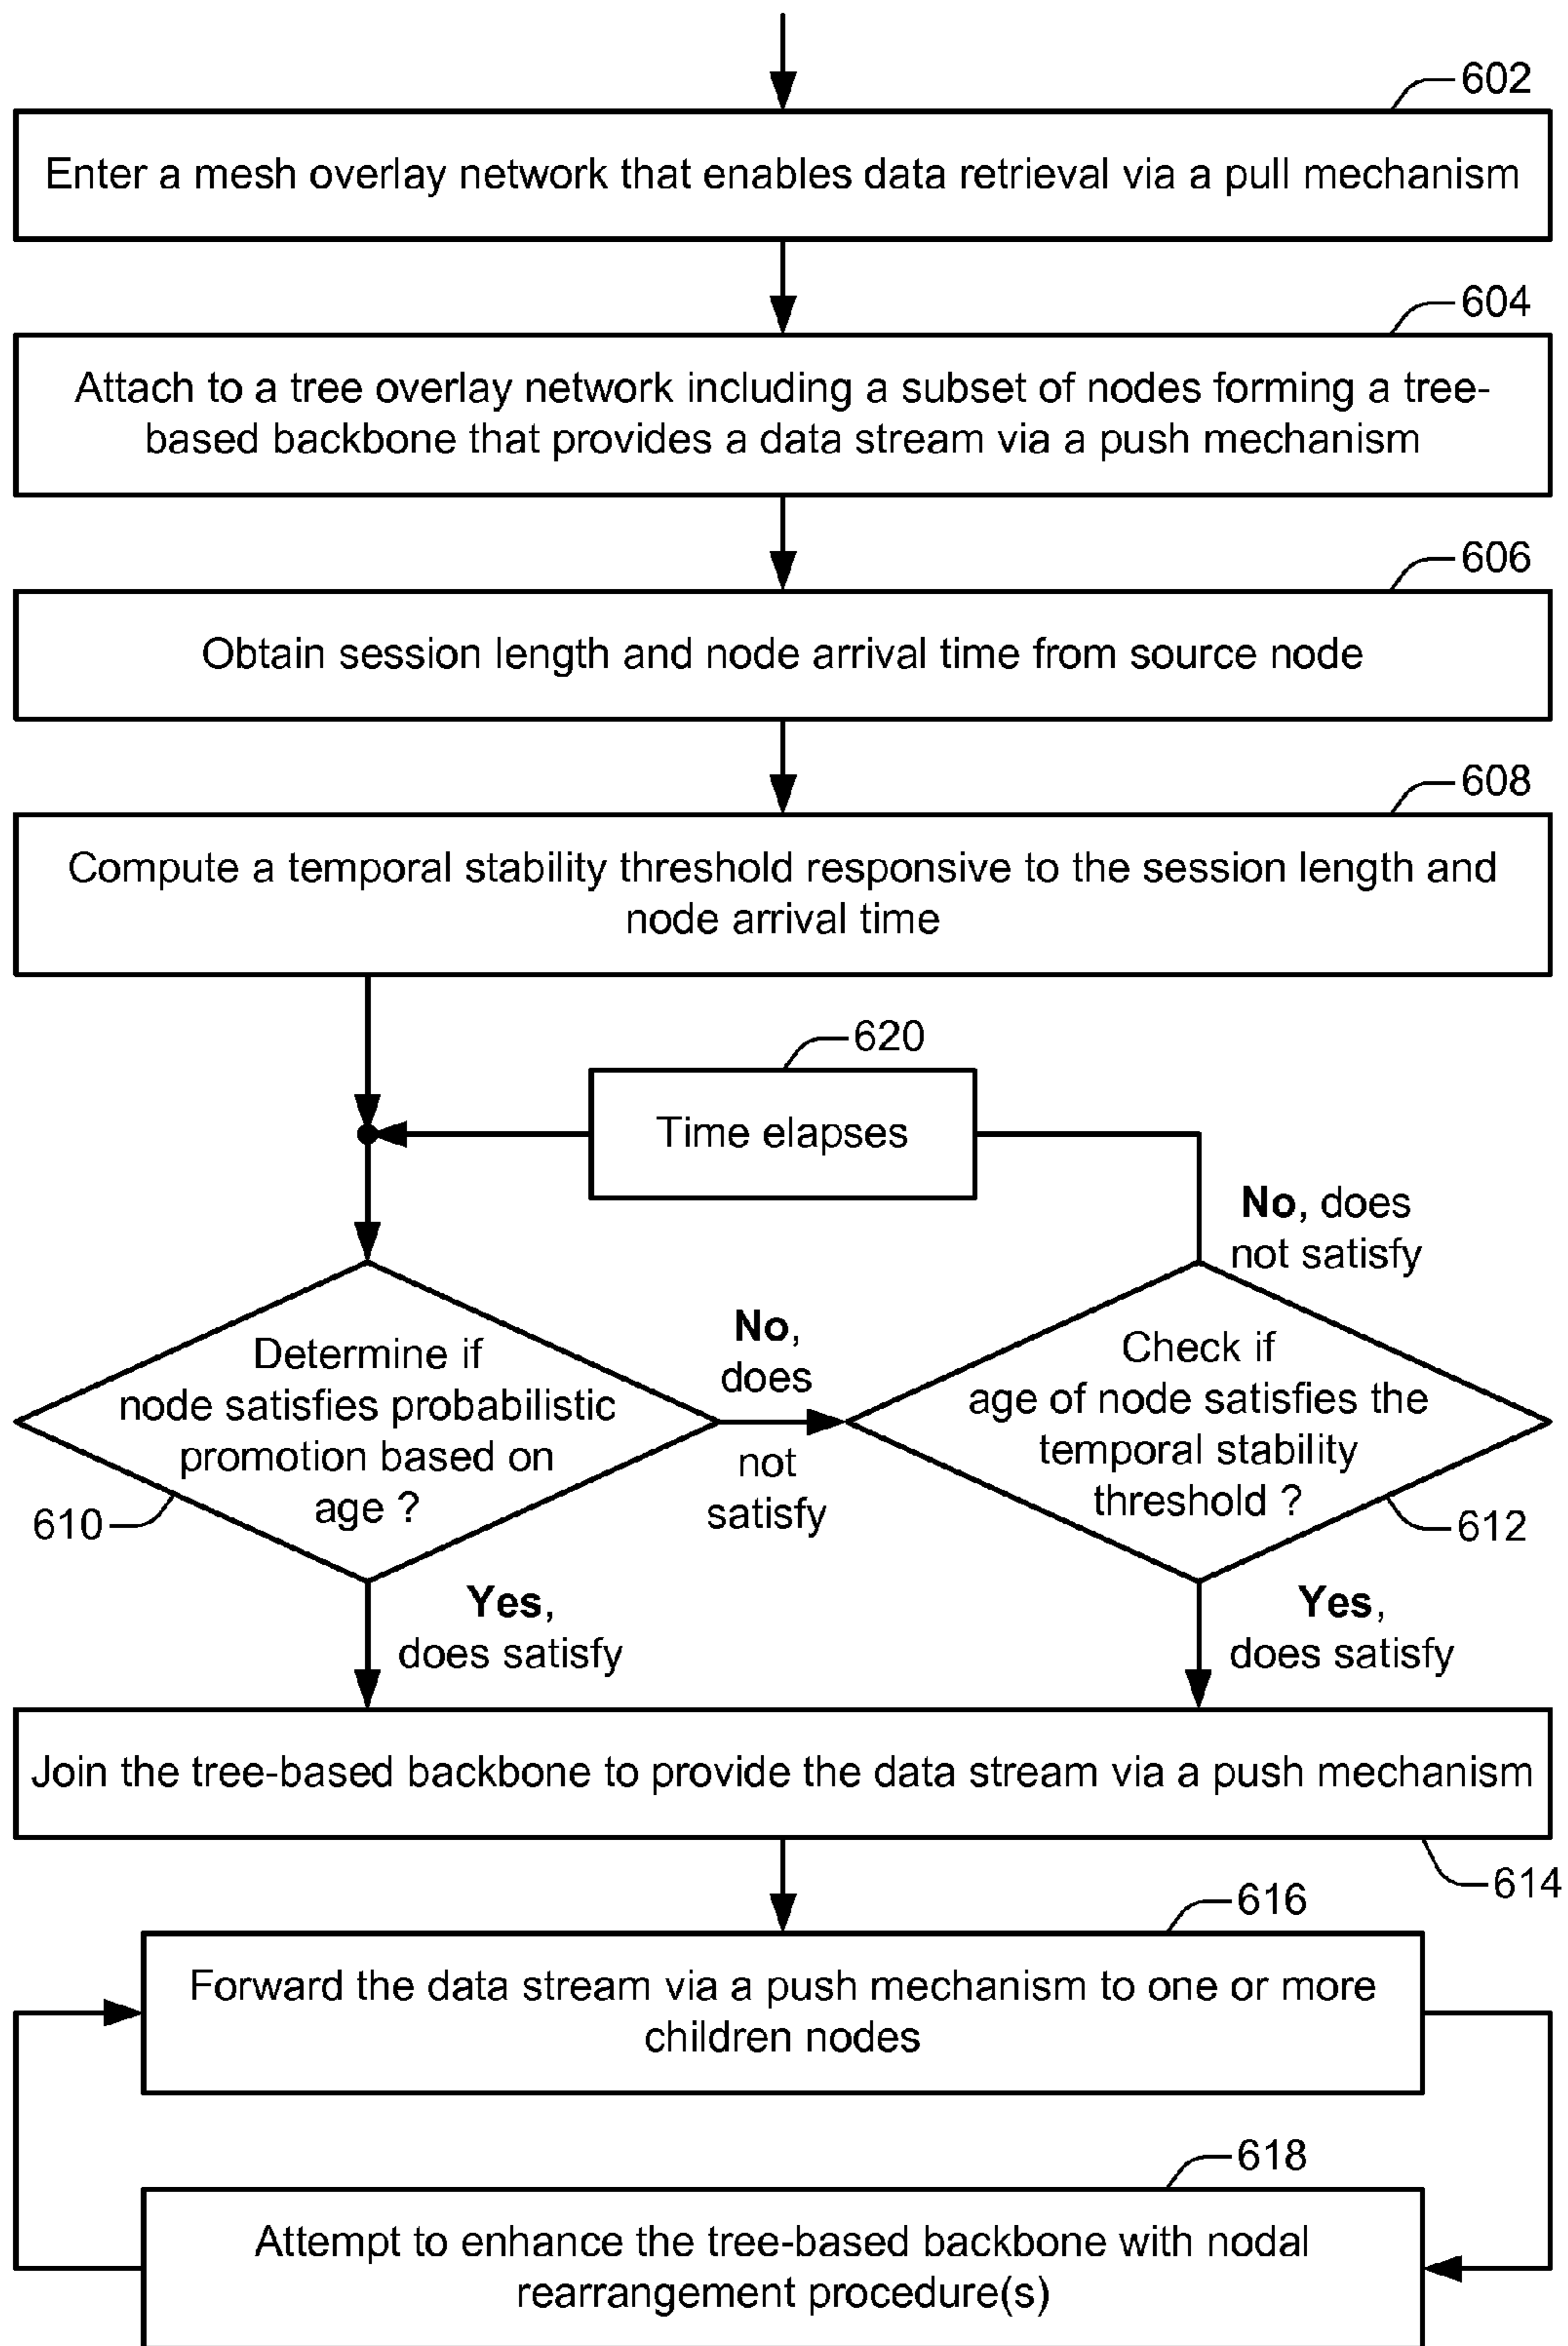 602
Enter a mesh overlay network that enables data retrieval via a pull mechanism
604
Attach to a tree overlay network including a subset of nodes forming a tree-
based backbone that provides a data stream via a push mechanism
606
Obtain session length and node arrival time from source node
608
Compute a temporal stability threshold responsive to the session length and
node arrival time
620
Time elapses
No, does
not satisfy
Determine if
node satisfies probabilistic
promotion based on
age ?
610
No,
does
not
satisfy
Check if
age of node satisfies the
temporal stability
threshold ?
612
Yes,
does satisfy
Yes,
does satisfy
Join the tree-based backbone to provide the data stream via a push mechanism
614
616
Forward the data stream via a push mechanism to one or more
children nodes
618
Attempt to enhance the tree-based backbone with nodal
rearrangement procedure(s)